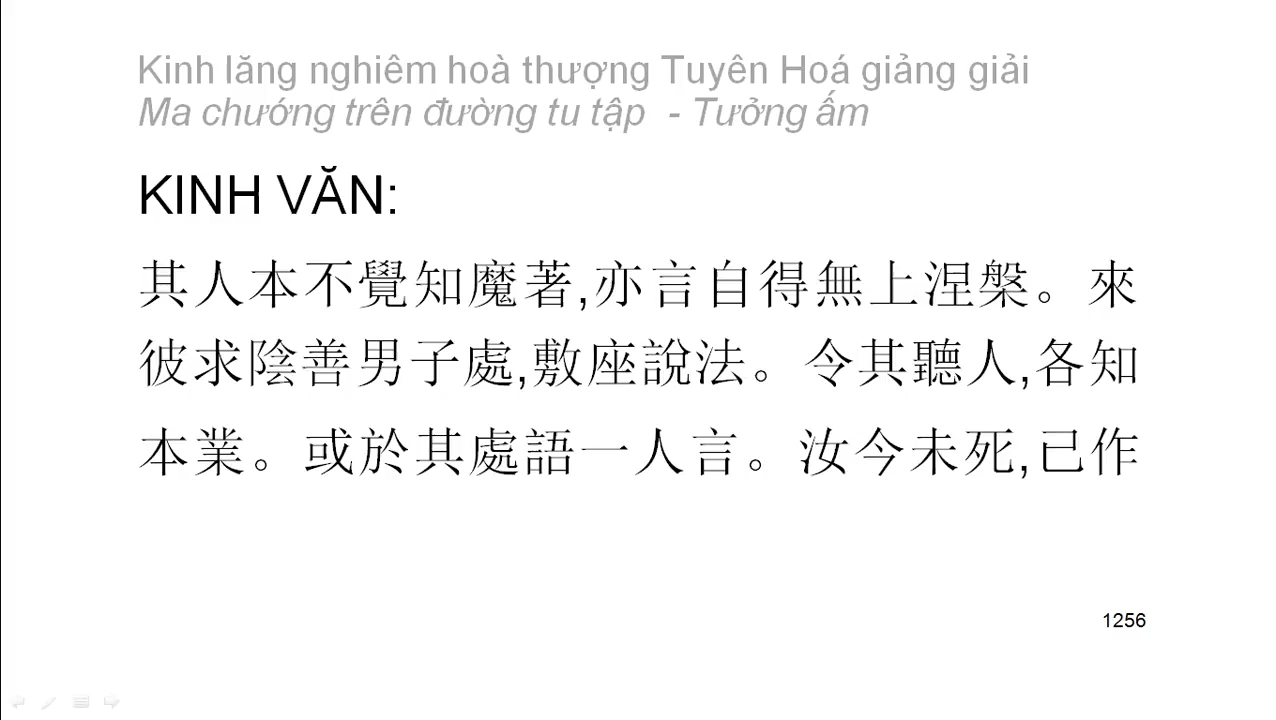 Kinh lăng nghiêm hoà thượng Tuyên Hoá giảng giải
Ma chướng trên đường tu tập - Tưởng ấm
KINH VĂN:
其人本不覺知魔著,亦言自得無上涅槃。來
彼求陰善男子處,敷座說法。令其聽人,各知
本業。或於其處語一人言。汝今未死,已作
1256